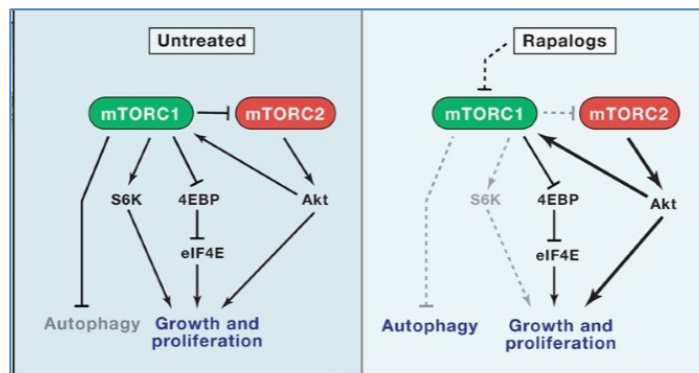 Untreated
mTORC1
mTORC2
S6K
4EBP
Akt
eIF4E
Autophagy
Growth and
proliferation
Rapalogs
mTORC1
mTORC2
S6K
4EBP
Akt
eIF4E
Autophagy
Growth and
proliferation